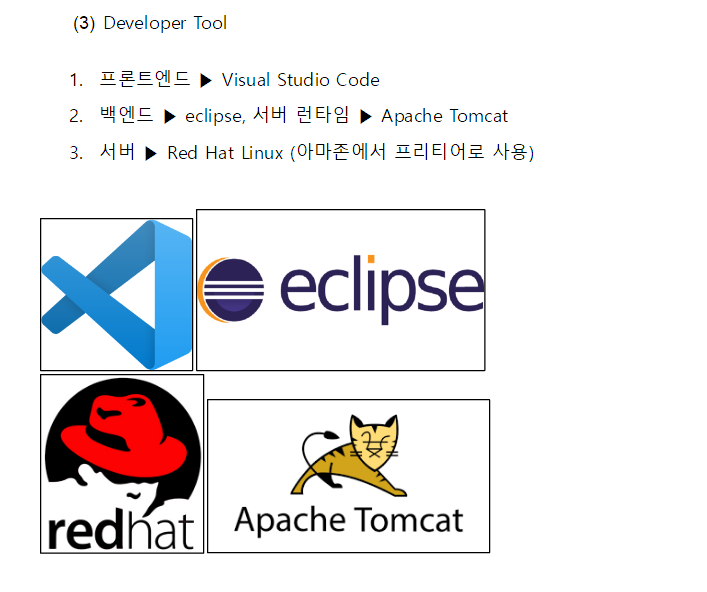 (3) Developer Tool
1. 프론트엔드 ▶ Visual Studio Code
2. 백엔드 ▶ eclipse, 서버 런타임 ▶ Apache Tomcat
3. 서버 ▶ Red Hat Linux (아마존에서 프리티어로 사용)
eclipse
redhat
Apache Tomcat